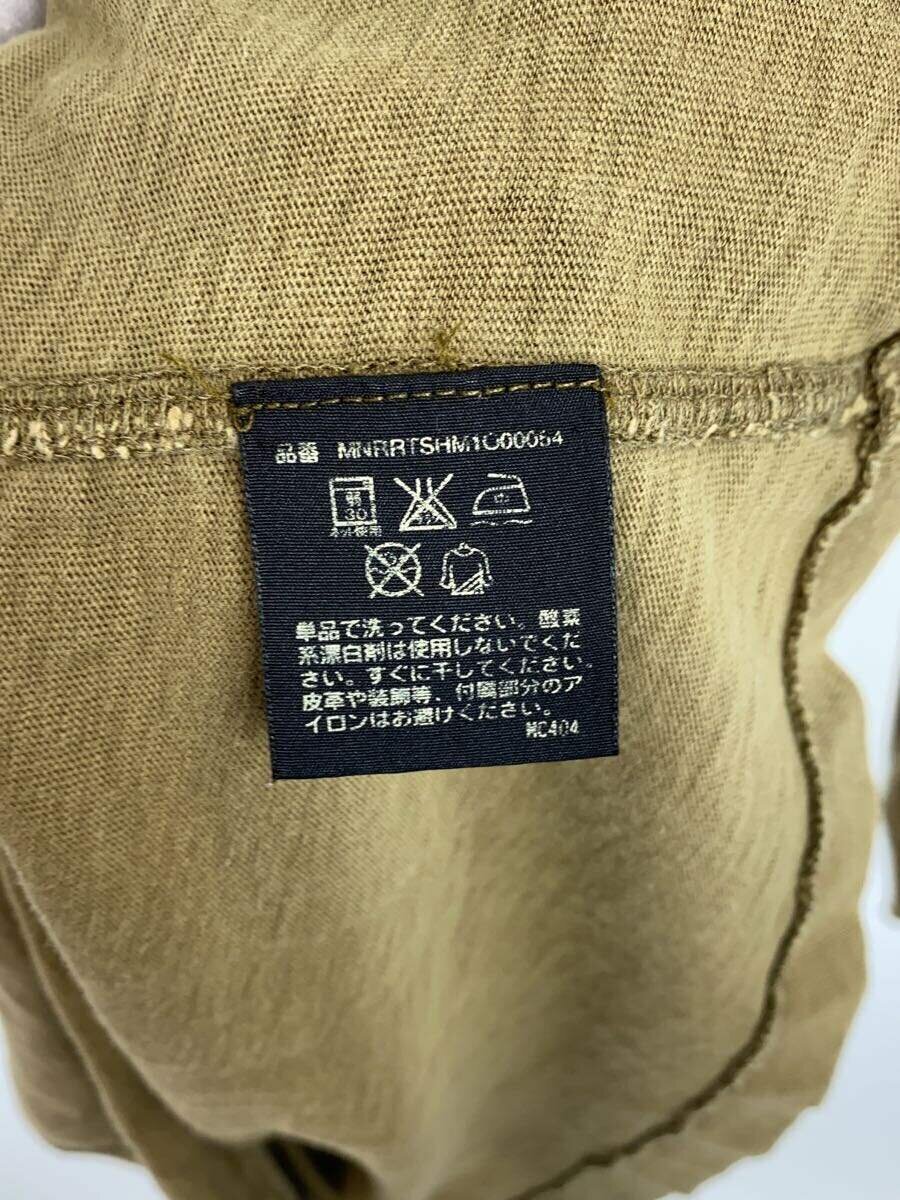 品番 MNRRTSHM1O00064
弱
30
ネット使用
中
単品で洗ってください。酸素
系漂白剤は使用しないでくだ
さい。すぐに干してください。
皮革や装飾等、付属部分のア
イロンはお避けください。
MC404